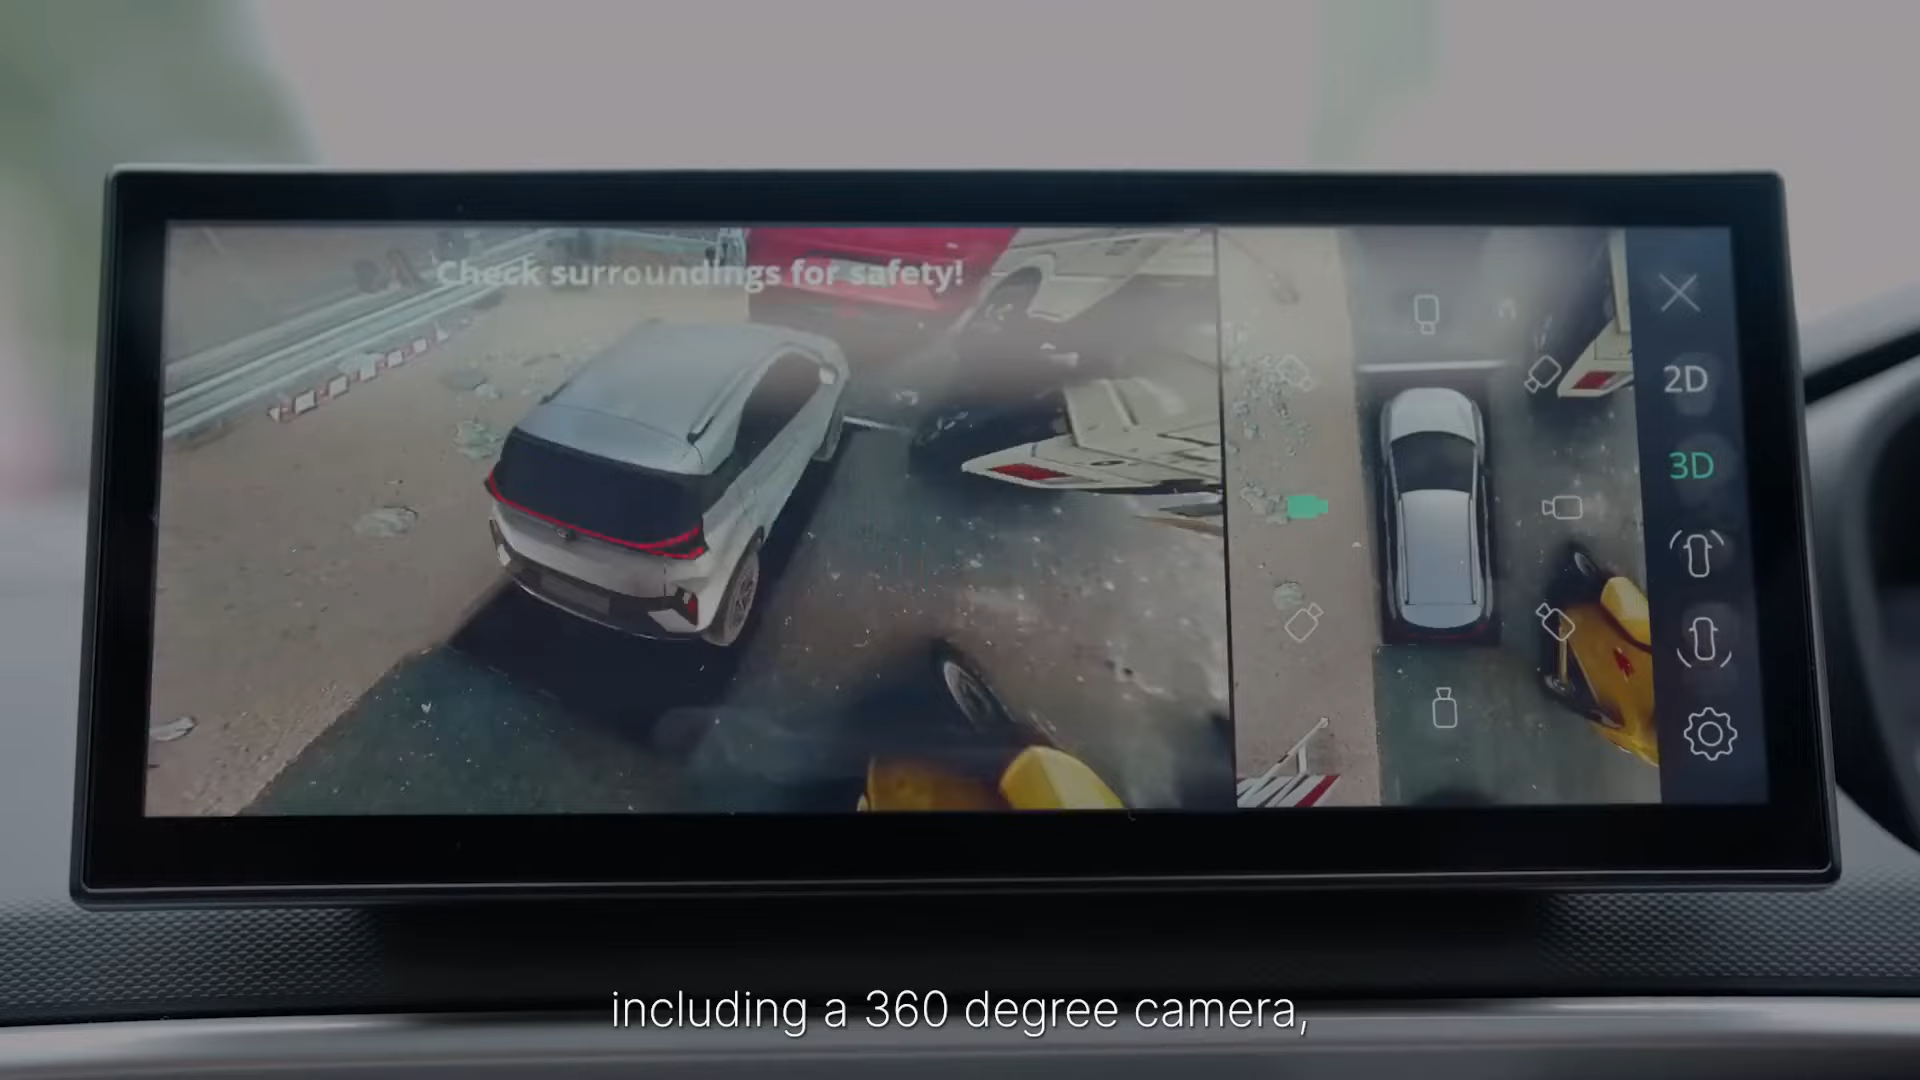 Check surroundings for safety!
2D
3D
including a 360 degree camera,